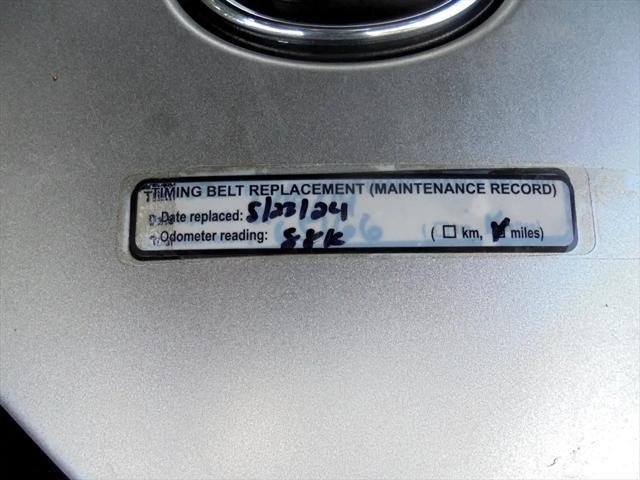 TIMING BELT REPLACEMENT (MAINTENANCE RECORD)
Date replaced: 5/23/24
Odometer reading: 88k ( ☐ km, ☑ miles)